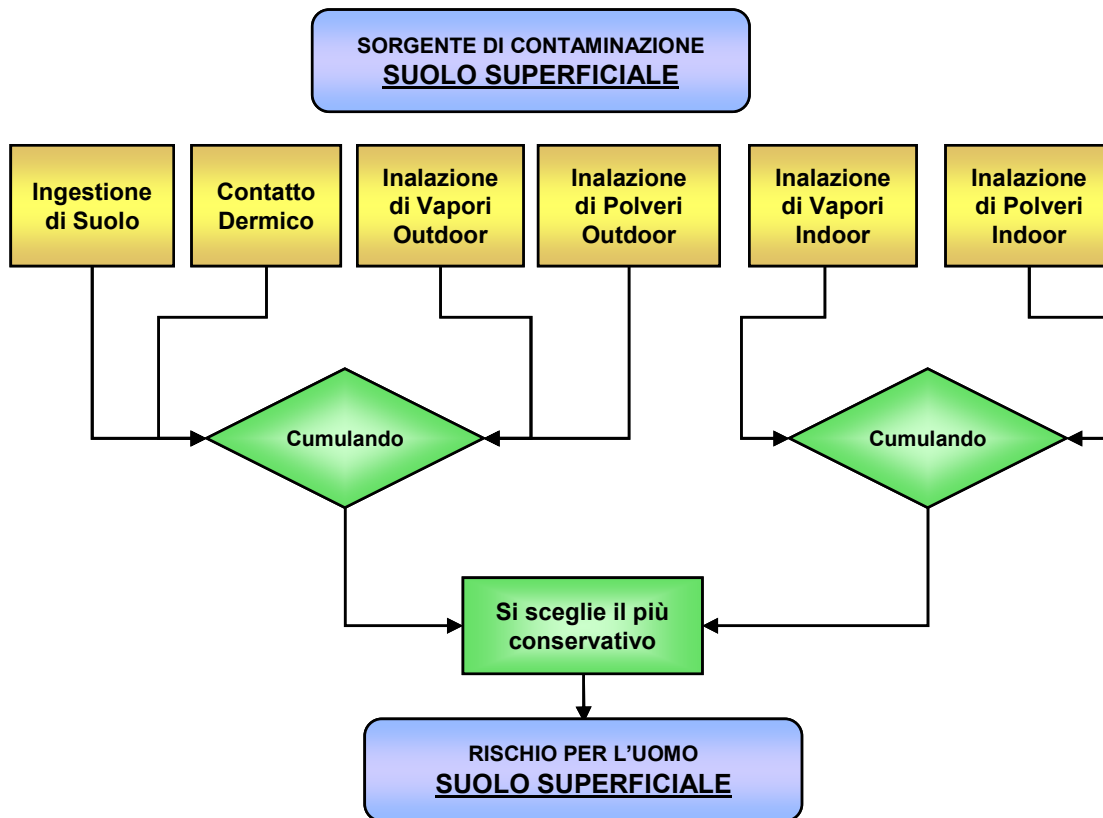 SORGENTE DI CONTAMINAZIONE
SUOLO SUPERFICIALE
Ingestione
di Suolo
Contatto
Dermico
Inalazione
di Vapori
Outdoor
Inalazione
di Polveri
Outdoor
Inalazione
di Vapori
Indoor
Inalazione
di Polveri
Indoor
Cumulando
Cumulando
Si sceglie il più
conservativo
RISCHIO PER L’UOMO
SUOLO SUPERFICIALE